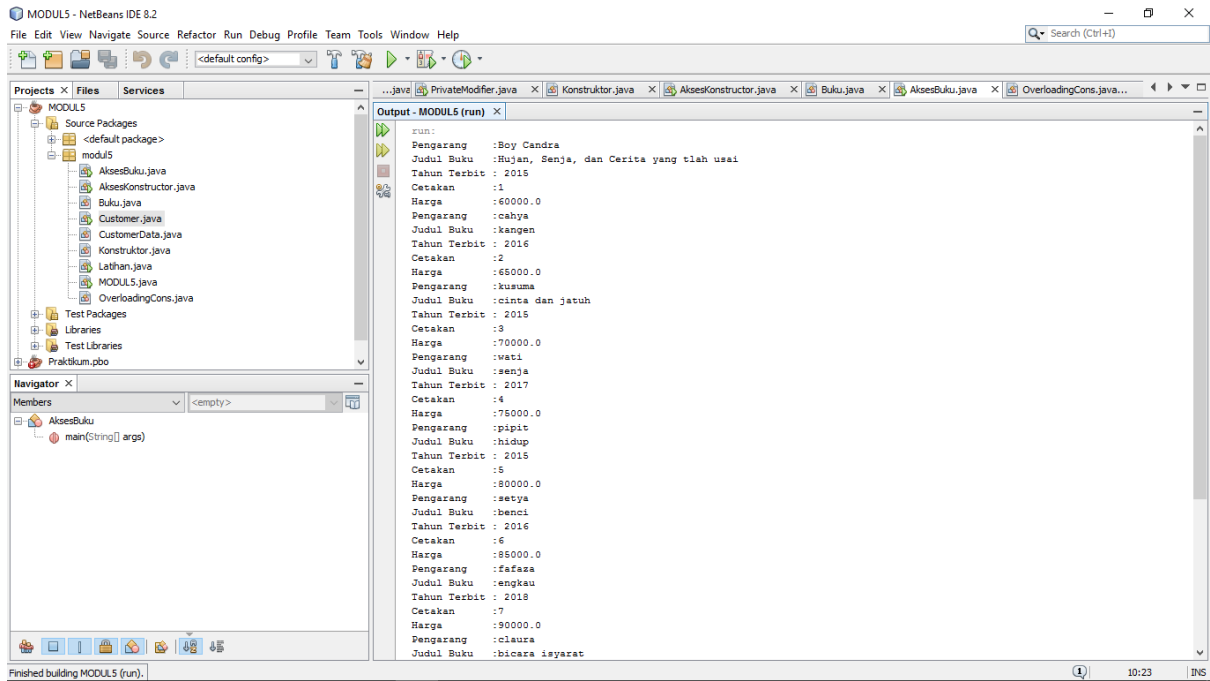 MODUL5 - NetBeans IDE 8.2
File Edit View Navigate Source Refactor Run Debug Profile Team Tools Window Help
Search (Ctrl+I)
<default config>
Projects Files Services
MODUL5
Source Packages
<default package>
modul5
AksesBuku.java
AksesKonstructor.java
Buku.java
Customer.java
CustomerData.java
Konstruktor.java
Latihan.java
MODUL5.java
OverloadingCons.java
Test Packages
Libraries
Test Libraries
Praktikum.pbo
Navigator
Members <empty>
AksesBuku
main(String[] args)
...java PrivateModifier.java Konstruktor.java AksesKonstructor.java Buku.java AksesBuku.java OverloadingCons.java...
Output - MODUL5 (run)
run:
Pengarang :Boy Candra
Judul Buku :Hujan, Senja, dan Cerita yang tlah usai
Tahun Terbit : 2015
Cetakan :1
Harga :60000.0
Pengarang :cahya
Judul Buku :kangen
Tahun Terbit : 2016
Cetakan :2
Harga :65000.0
Pengarang :kusuma
Judul Buku :cinta dan jatuh
Tahun Terbit : 2015
Cetakan :3
Harga :70000.0
Pengarang :wati
Judul Buku :senja
Tahun Terbit : 2017
Cetakan :4
Harga :75000.0
Pengarang :pipit
Judul Buku :hidup
Tahun Terbit : 2015
Cetakan :5
Harga :80000.0
Pengarang :setya
Judul Buku :benci
Tahun Terbit : 2016
Cetakan :6
Harga :85000.0
Pengarang :fafaza
Judul Buku :engkau
Tahun Terbit : 2018
Cetakan :7
Harga :90000.0
Pengarang :claura
Judul Buku :bicara isyarat
Finished building MODUL5 (run).
1
10:23
INS